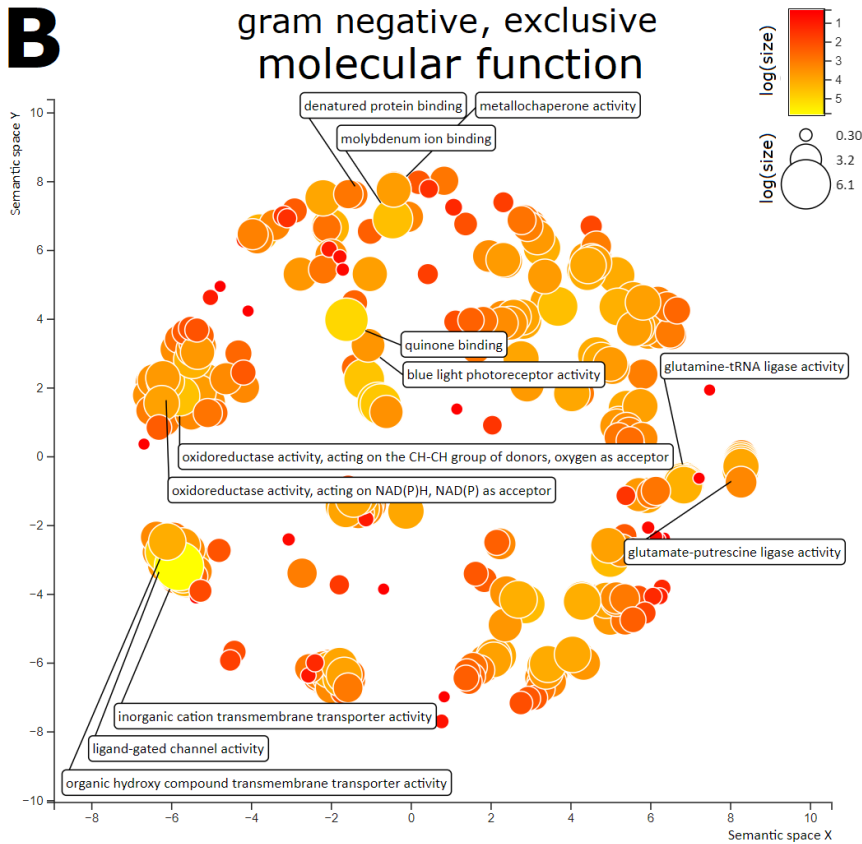 B
gram negative, exclusive
molecular function
log(size)
1
2
3
4
5
log(size)
0.30
3.2
6.1
Semantic space Y
10
8
6
4
2
0
−2
−4
−6
−8
−10
denatured protein binding
metallochaperone activity
molybdenum ion binding
quinone binding
blue light photoreceptor activity
glutamine-tRNA ligase activity
oxidoreductase activity, acting on the CH-CH group of donors, oxygen as acceptor
oxidoreductase activity, acting on NAD(P)H, NAD(P) as acceptor
glutamate-putrescine ligase activity
inorganic cation transmembrane transporter activity
ligand-gated channel activity
organic hydroxy compound transmembrane transporter activity
−8
−6
−4
−2
0
2
4
6
8
10
Semantic space X